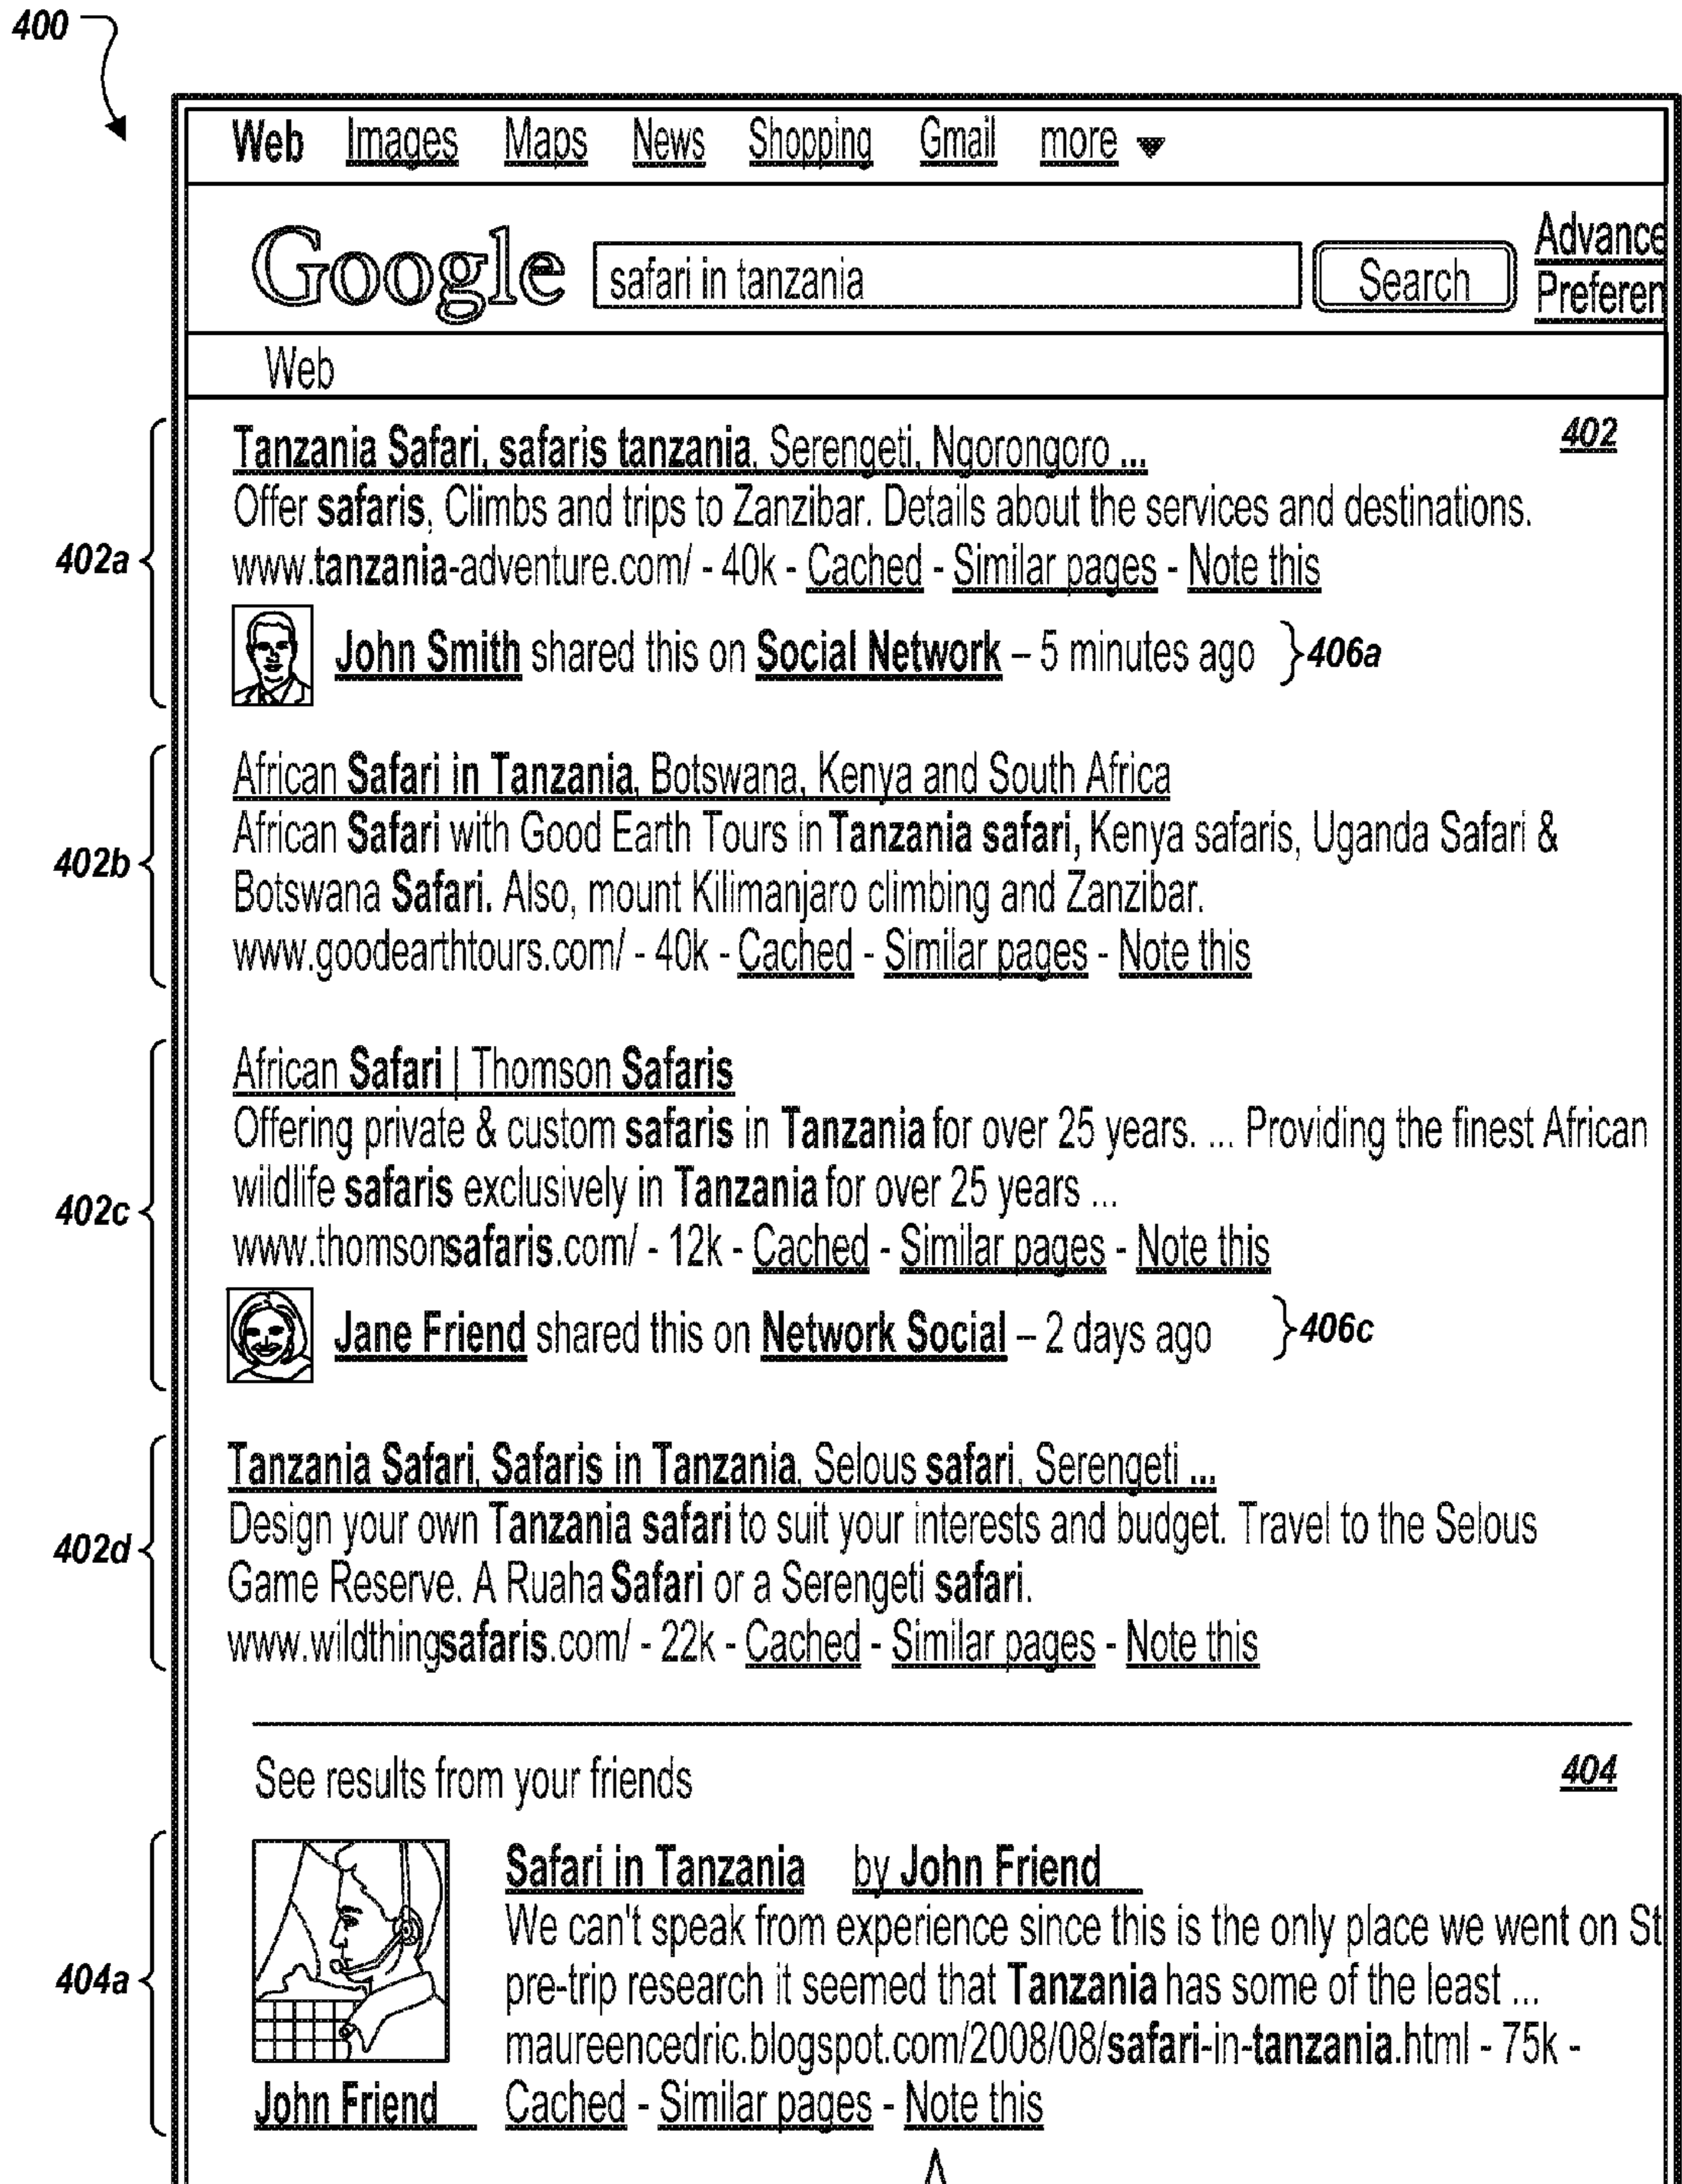 400
Web Images Maps News Shopping Gmail more
Google safari in tanzania Search Advance
Preferen
Web
402
Tanzania Safari, safaris tanzania, Serengeti, Ngorongoro ...
Offer safaris, Climbs and trips to Zanzibar. Details about the services and destinations.
402a
www.tanzania-adventure.com/ - 40k - Cached - Similar pages - Note this
John Smith shared this on Social Network – 5 minutes ago 406a
African Safari in Tanzania, Botswana, Kenya and South Africa
African Safari with Good Earth Tours in Tanzania safari, Kenya safaris, Uganda Safari &
402b
Botswana Safari. Also, mount Kilimanjaro climbing and Zanzibar.
www.goodearthtours.com/ - 40k - Cached - Similar pages - Note this
African Safari | Thomson Safaris
Offering private & custom safaris in Tanzania for over 25 years. ... Providing the finest African
wildlife safaris exclusively in Tanzania for over 25 years ...
402c
www.thomsonsafaris.com/ - 12k - Cached - Similar pages - Note this
Jane Friend shared this on Network Social – 2 days ago 406c
Tanzania Safari, Safaris in Tanzania, Selous safari, Serengeti ...
Design your own Tanzania safari to suit your interests and budget. Travel to the Selous
402d
Game Reserve. A Ruaha Safari or a Serengeti safari.
www.wildthingsafaris.com/ - 22k - Cached - Similar pages - Note this
See results from your friends 404
Safari in Tanzania by John Friend
We can't speak from experience since this is the only place we went on St
404a
pre-trip research it seemed that Tanzania has some of the least ...
maureencedric.blogspot.com/2008/08/safari-in-tanzania.html - 75k -
John Friend Cached - Similar pages - Note this